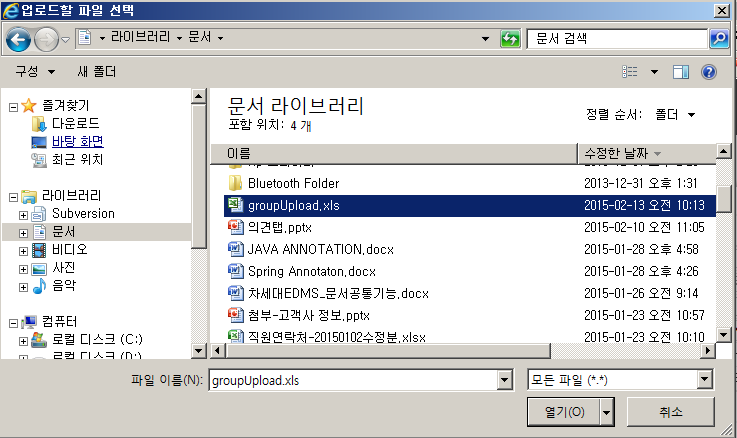 업로드할 파일 선택
라이브러리 문서
문서 검색
구성 새 폴더
즐겨찾기
다운로드
바탕 화면
최근 위치
라이브러리
Subversion
문서
비디오
사진
음악
컴퓨터
로컬 디스크 (C:)
로컬 디스크 (D:)
문서 라이브러리
포함 위치: 4 개
정렬 순서: 폴더
이름 수정한 날짜
Bluetooth Folder 2013-12-31 오후 1:31
groupUpload.xls 2015-02-13 오전 10:13
의견탭.pptx 2015-02-10 오전 11:05
JAVA ANNOTATION.docx 2015-01-28 오후 4:58
Spring Annotaton.docx 2015-01-28 오후 4:26
차세대EDMS_문서공통기능.docx 2015-01-26 오전 9:14
첨부-고객사 정보.pptx 2015-01-23 오전 10:57
직원연락처-20150102수정분.xlsx 2015-01-23 오전 10:10
파일 이름(N): groupUpload.xls
모든 파일 (*.*)
열기(O) 취소